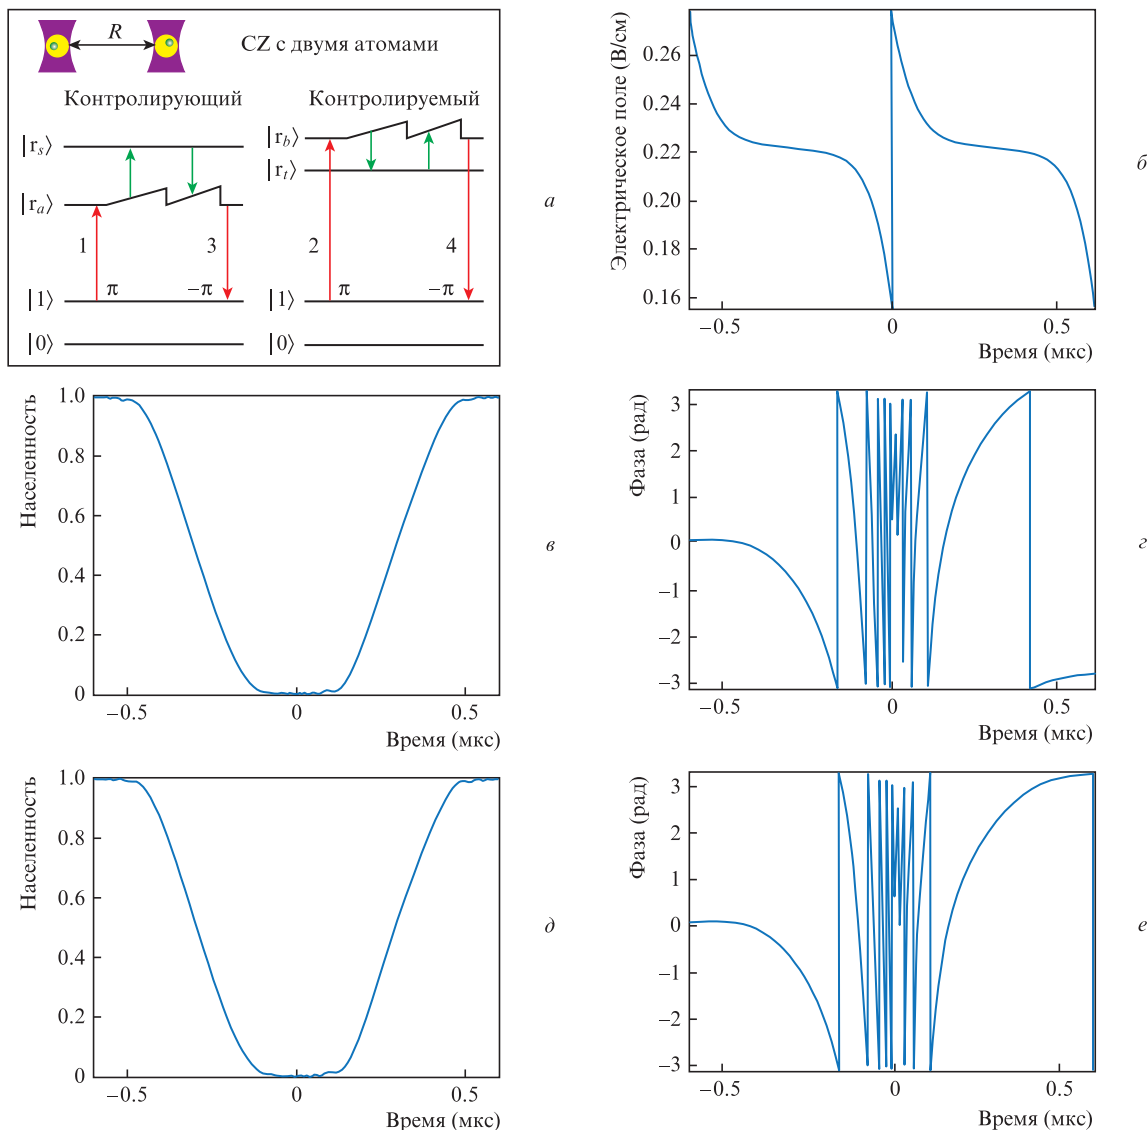 R
CZ с двумя атомами
Контролирующий
Контролируемый
|r_s⟩
|r_a⟩
1
3
π
−π
|1⟩
|0⟩
|r_b⟩
|r_t⟩
2
4
π
−π
|1⟩
|0⟩
а
Электрическое поле (В/см)
0.26
0.24
0.22
0.20
0.18
0.16
−0.5
0
0.5
Время (мкс)
б
Населенность
1.0
0.8
0.6
0.4
0.2
0
−0.5
0
0.5
Время (мкс)
в
Фаза (рад)
3
2
1
0
−1
−2
−3
−0.5
0
0.5
Время (мкс)
г
Населенность
1.0
0.8
0.6
0.4
0.2
0
−0.5
0
0.5
Время (мкс)
д
Фаза (рад)
3
2
1
0
−1
−2
−3
−0.5
0
0.5
Время (мкс)
е